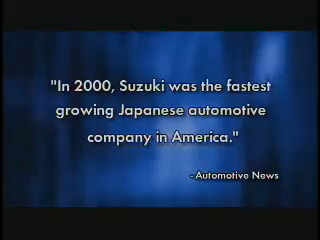 "In 2000, Suzuki was the fastest
growing Japanese automotive
company in America."
- Automotive News